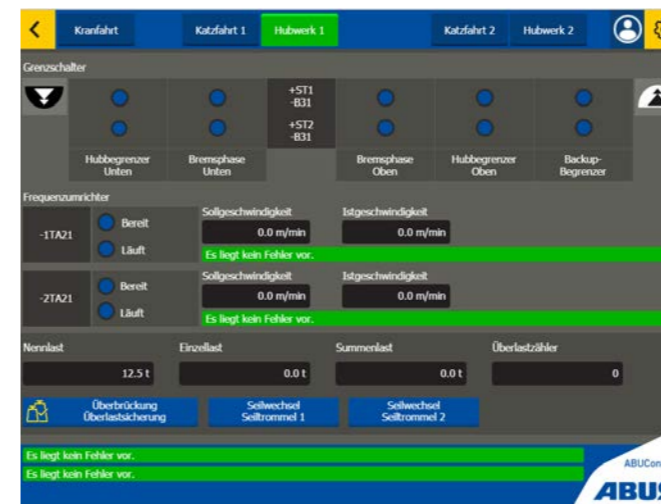 Kranfahrt Katzfahrt 1 Hubwerk 1 Katzfahrt 2 Hubwerk 2
Grenzschalter
+ST1
-B31
+ST2
-B31
Hubbegrenzer Unten
Bremsphase Unten
Bremsphase Oben
Hubbegrenzer Oben
Backup-Begrenzer
Frequenzumrichter
-1TA21
Bereit
Läuft
Sollgeschwindigkeit Istgeschwindigkeit
0.0 m/min 0.0 m/min
Es liegt kein Fehler vor.
-2TA21
Bereit
Läuft
Sollgeschwindigkeit Istgeschwindigkeit
0.0 m/min 0.0 m/min
Es liegt kein Fehler vor.
Nennlast Einzellast Summenlast Überlastzähler
12.5 t 0.0 t 0.0 t 0
Überbrückung Überlastsicherung
Seilwechsel Seiltrommel 1
Seilwechsel Seiltrommel 2
Es liegt kein Fehler vor.
Es liegt kein Fehler vor.
ABUCon
ABUS